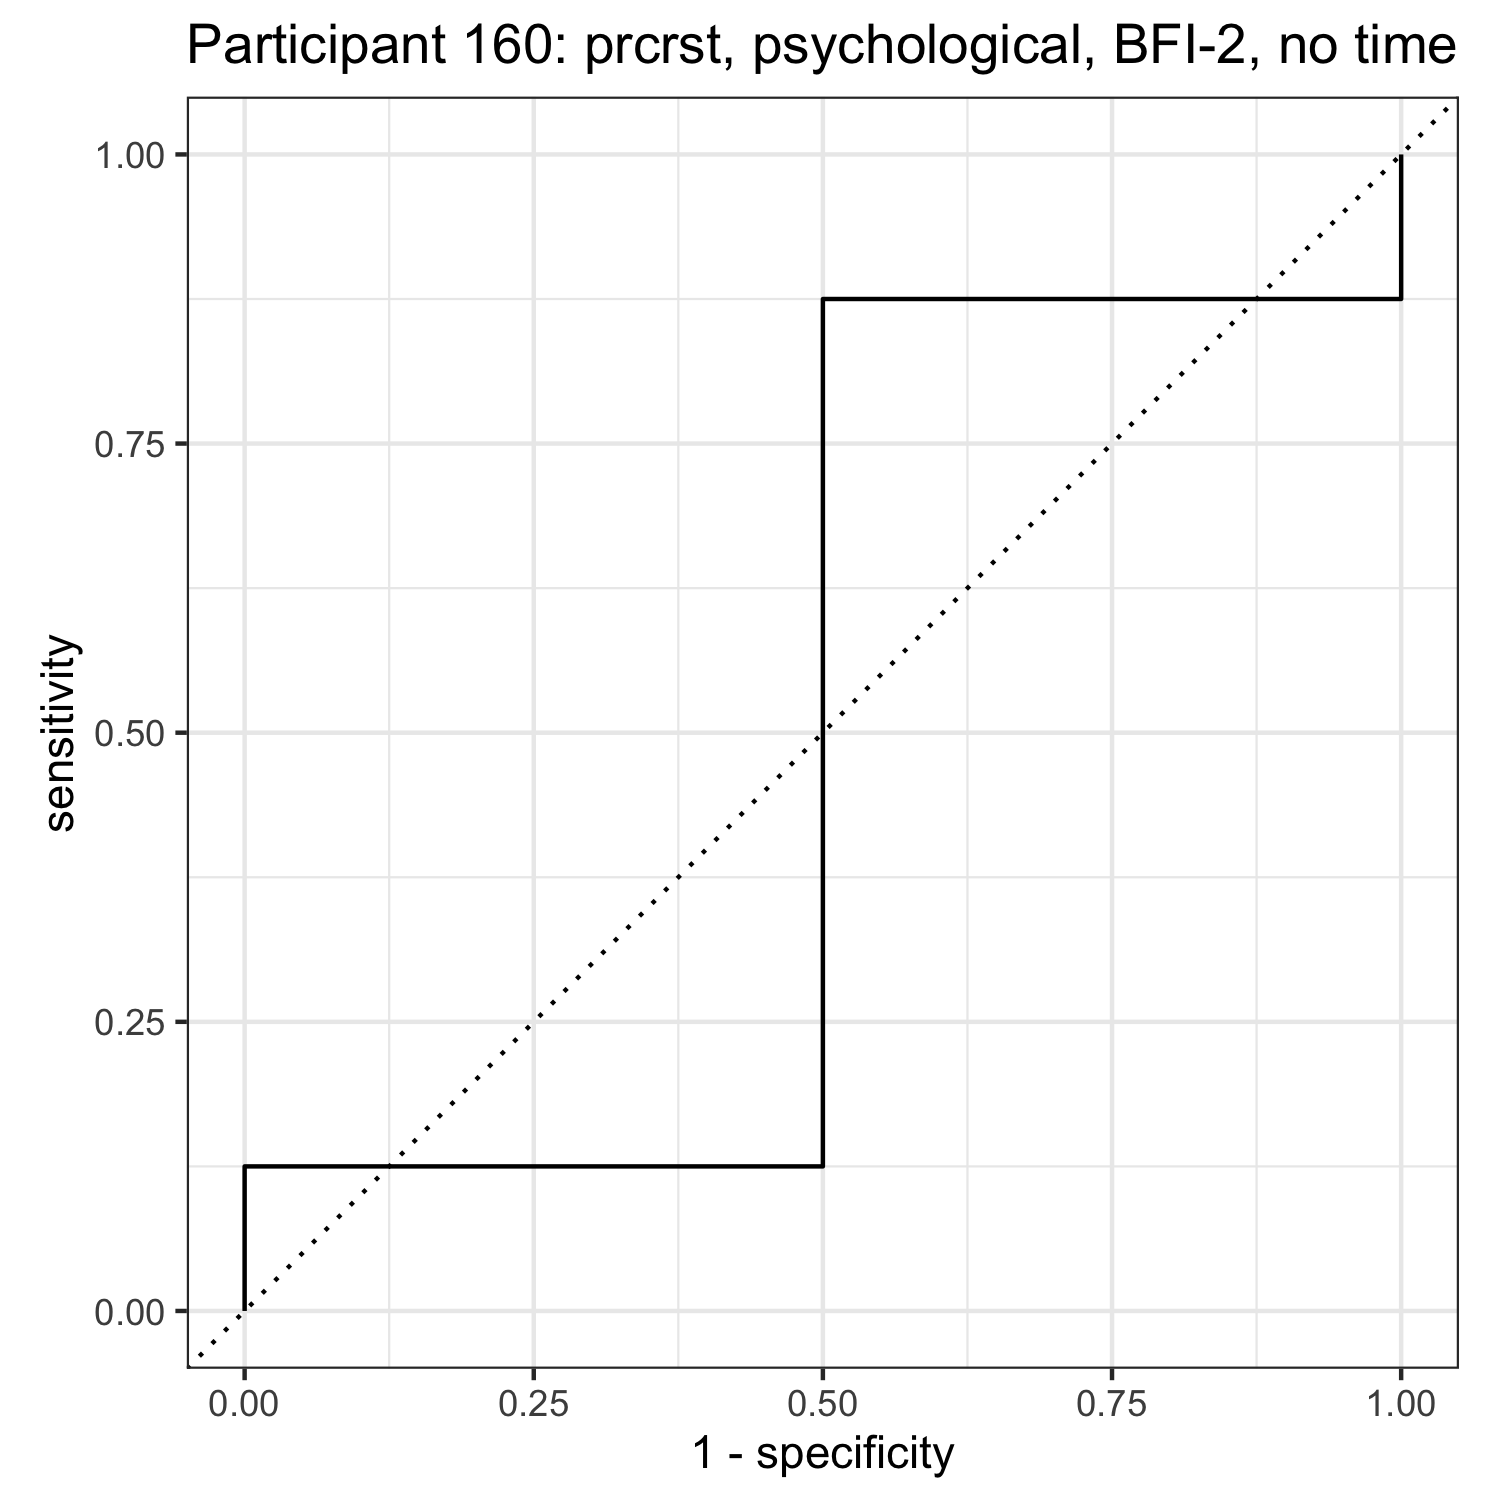 Participant 160: prcrst, psychological, BFI-2, no time
1.00
0.75
0.50
0.25
0.00
sensitivity
0.00 0.25 0.50 0.75 1.00
1 - specificity